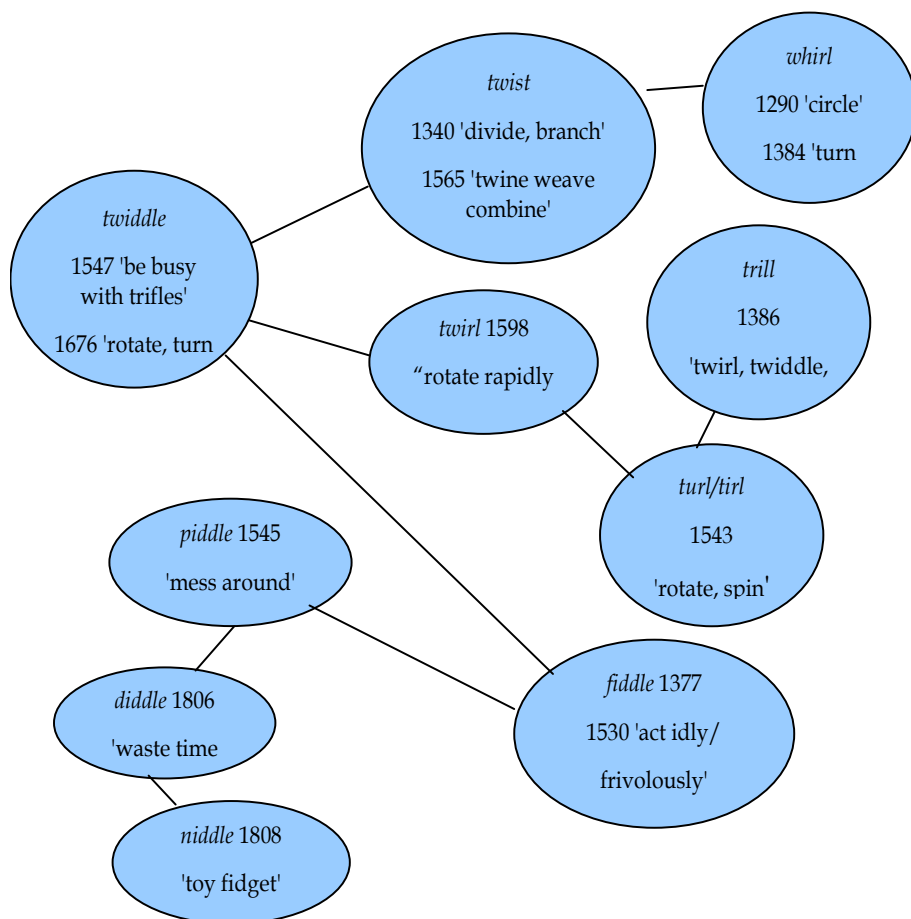 twist
1340 'divide, branch'
1565 'twine weave
combine'
whirl
1290 'circle'
1384 'turn
twiddle
1547 'be busy
with trifles'
1676 'rotate, turn
trill
1386
'twirl, twiddle,
twirl 1598
“rotate rapidly
turl/tirl
1543
'rotate, spin'
piddle 1545
'mess around'
fiddle 1377
1530 'act idly/
frivolously'
diddle 1806
'waste time
niddle 1808
'toy fidget'